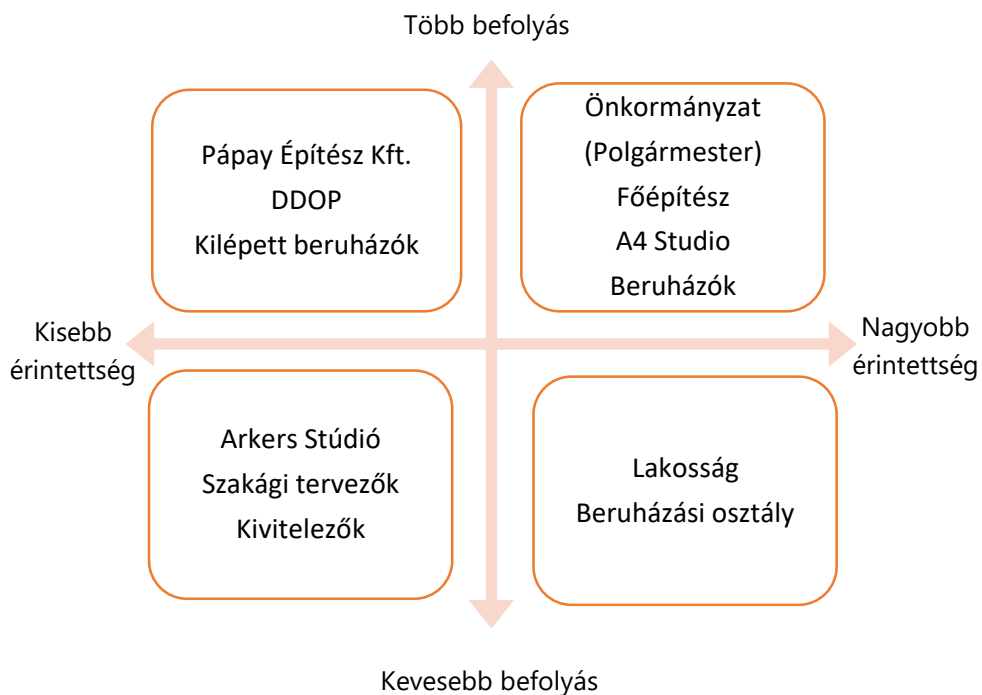 Több befolyás
Pápay Építész Kft.
DDOP
Kilépett beruházók
Önkormányzat
(Polgármester)
Főépítész
A4 Studio
Beruházók
Kisebb
érintettség
Nagyobb
érintettség
Arkers Stúdió
Szakági tervezők
Kivitelezők
Lakosság
Beruházási osztály
Kevesebb befolyás